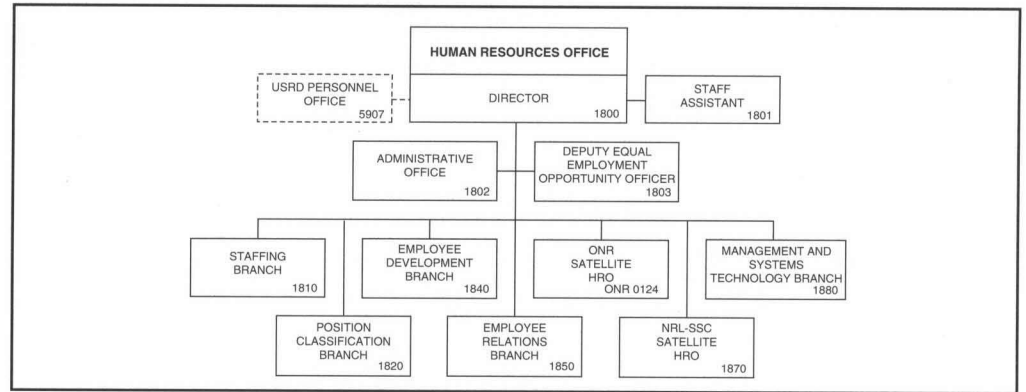 HUMAN RESOURCES OFFICE
USRD PERSONNEL
OFFICE
5907
DIRECTOR
1800
STAFF
ASSISTANT
1801
ADMINISTRATIVE
OFFICE
1802
DEPUTY EQUAL
EMPLOYMENT
OPPORTUNITY OFFICER
1803
STAFFING
BRANCH
1810
EMPLOYEE
DEVELOPMENT
BRANCH
1840
ONR
SATELLITE
HRO
ONR 0124
MANAGEMENT AND
SYSTEMS
TECHNOLOGY BRANCH
1880
POSITION
CLASSIFICATION
BRANCH
1820
EMPLOYEE
RELATIONS
BRANCH
1850
NRL-SSC
SATELLITE
HRO
1870